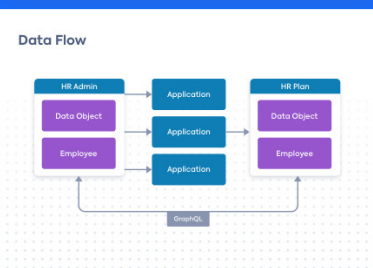 Data Flow
HR Admin
Data Object
Employee
Application
Application
Application
HR Plan
Data Object
Employee
GraphQL